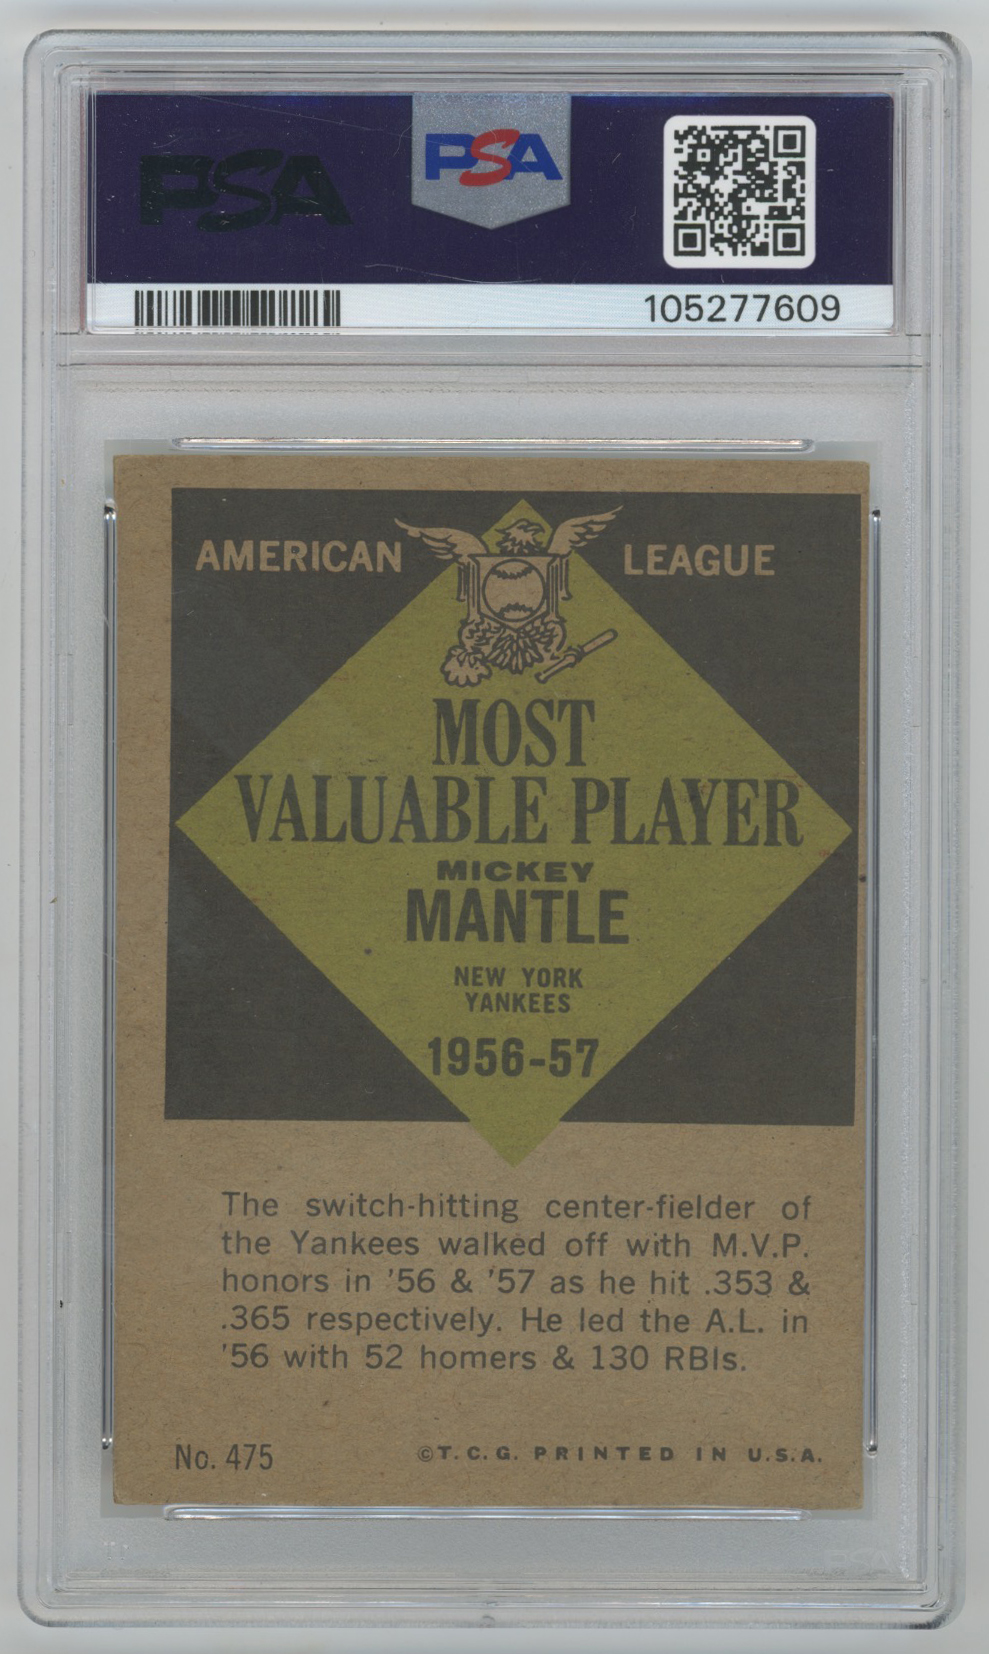 PSA
PSA
105277609
AMERICAN LEAGUE
MOST
VALUABLE PLAYER
MICKEY
MANTLE
NEW YORK
YANKEES
1956-57
The switch-hitting center-fielder of
the Yankees walked off with M.V.P.
honors in '56 & '57 as he hit .353 &
.365 respectively. He led the A.L. in
'56 with 52 homers & 130 RBIs.
No. 475 ©T.C.G. PRINTED IN U.S.A.
PSA